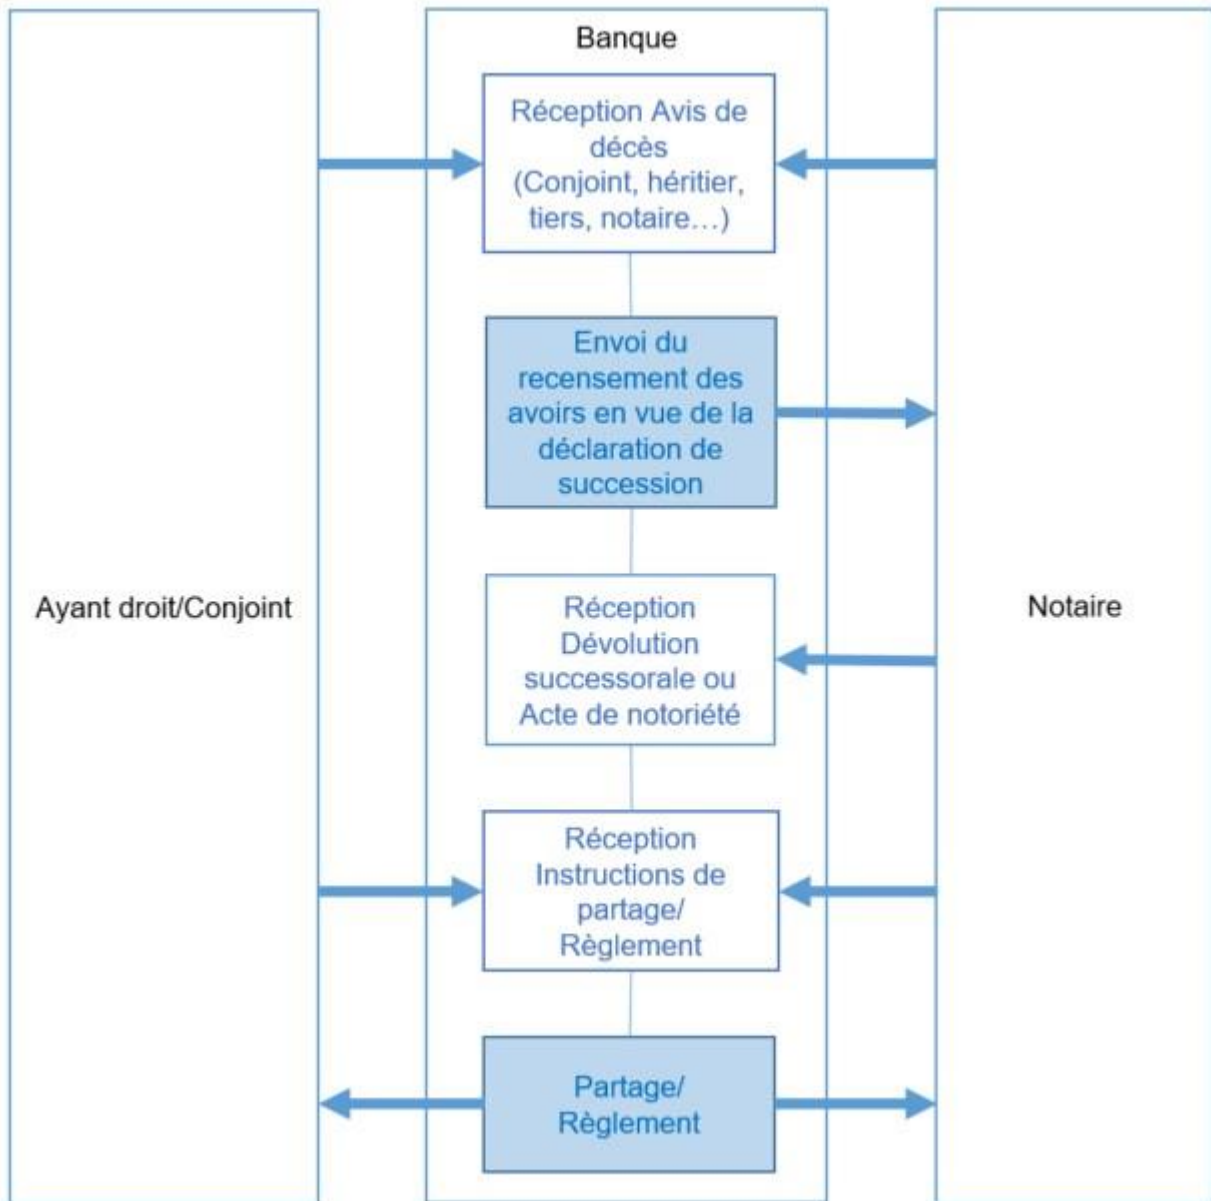 Banque
Réception Avis de
décès
(Conjoint, héritier,
tiers, notaire…)
Envoi du
recensement des
avoirs en vue de la
déclaration de
succession
Ayant droit/Conjoint
Réception
Dévolution
successorale ou
Acte de notoriété
Notaire
Réception
Instructions de
partage/
Règlement
Partage/
Règlement